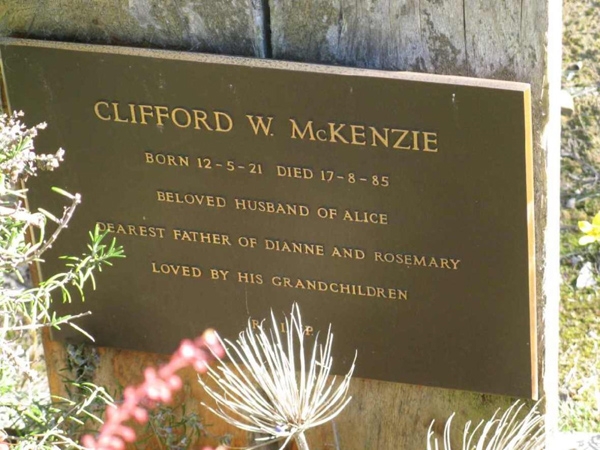 CLIFFORD W. McKENZIE
BORN 12-5-21 DIED 17-8-85
BELOVED HUSBAND OF ALICE
DEAREST FATHER OF DIANNE AND ROSEMARY
LOVED BY HIS GRANDCHILDREN
R. I. P.